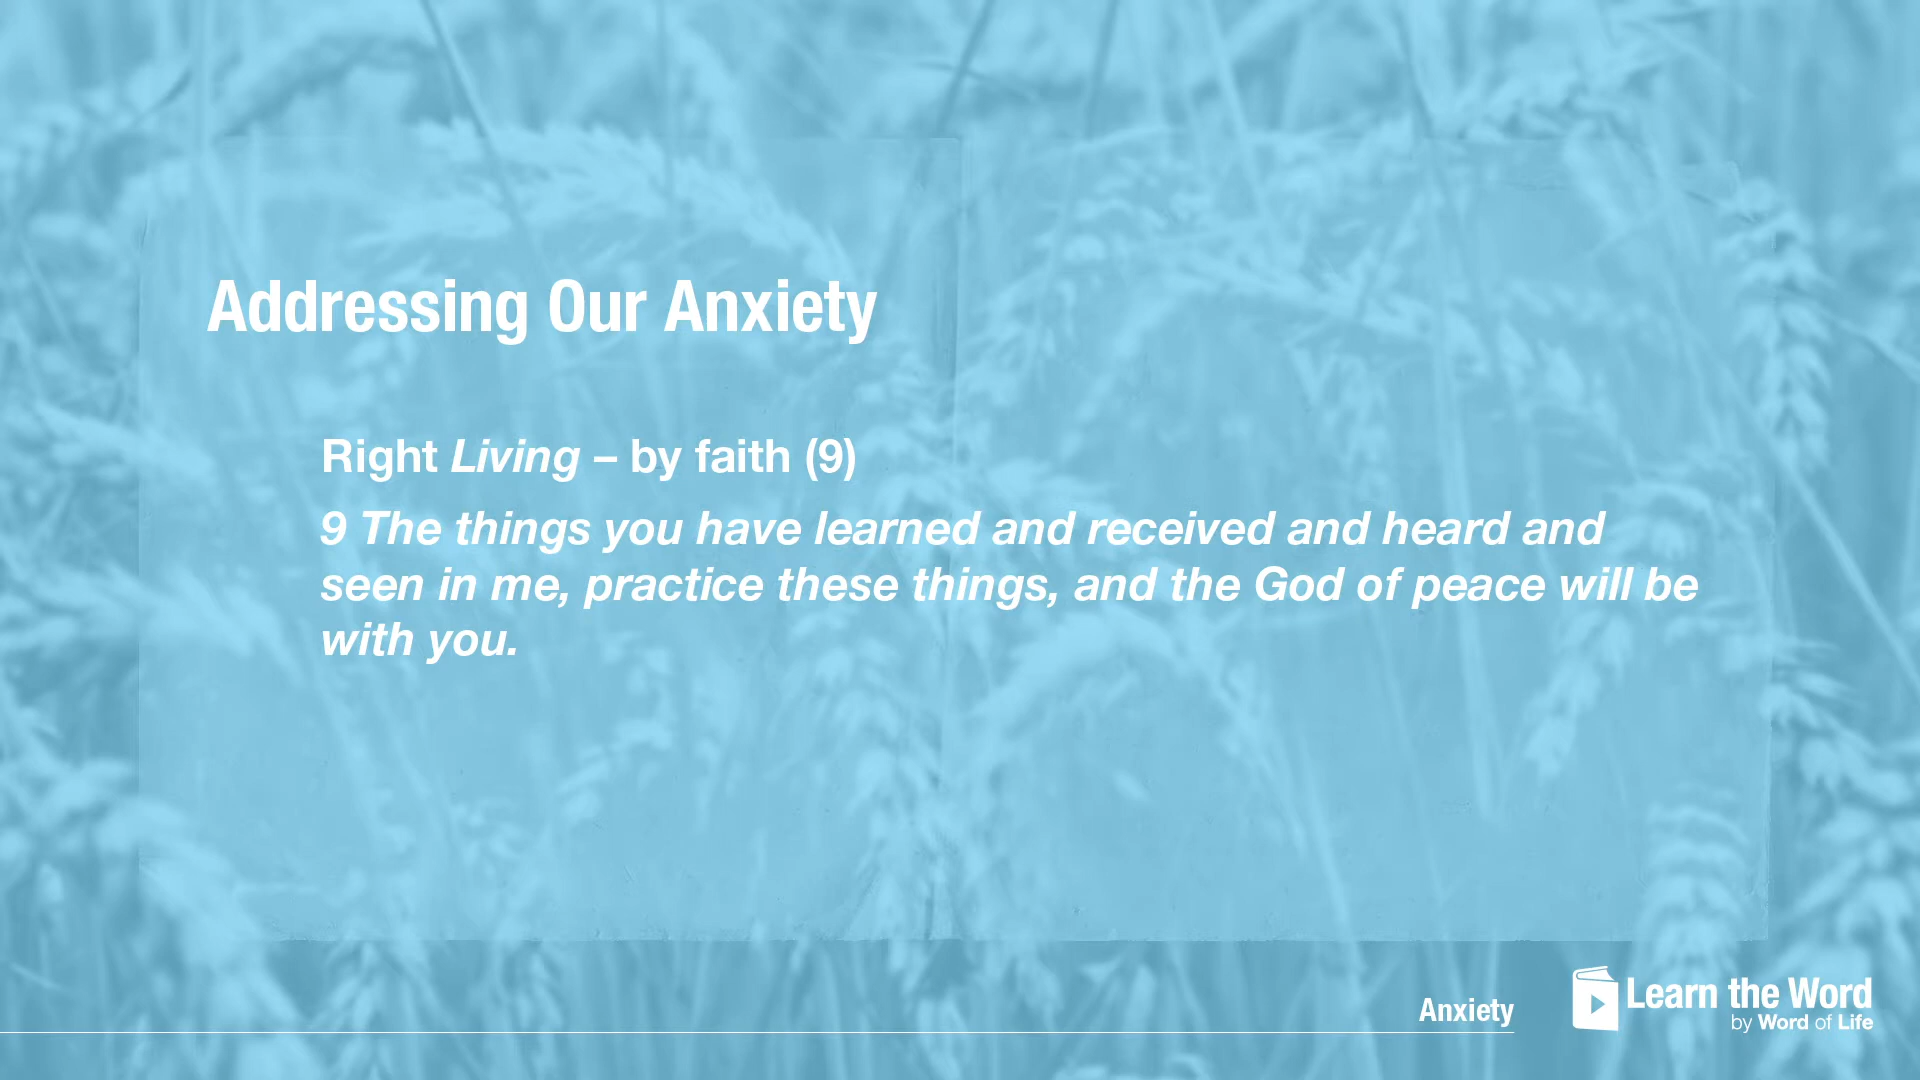 Addressing Our Anxiety
Right Living – by faith (9)
9 The things you have learned and received and heard and
seen in me, practice these things, and the God of peace will be
with you.
Anxiety
Learn the Word
by Word of Life